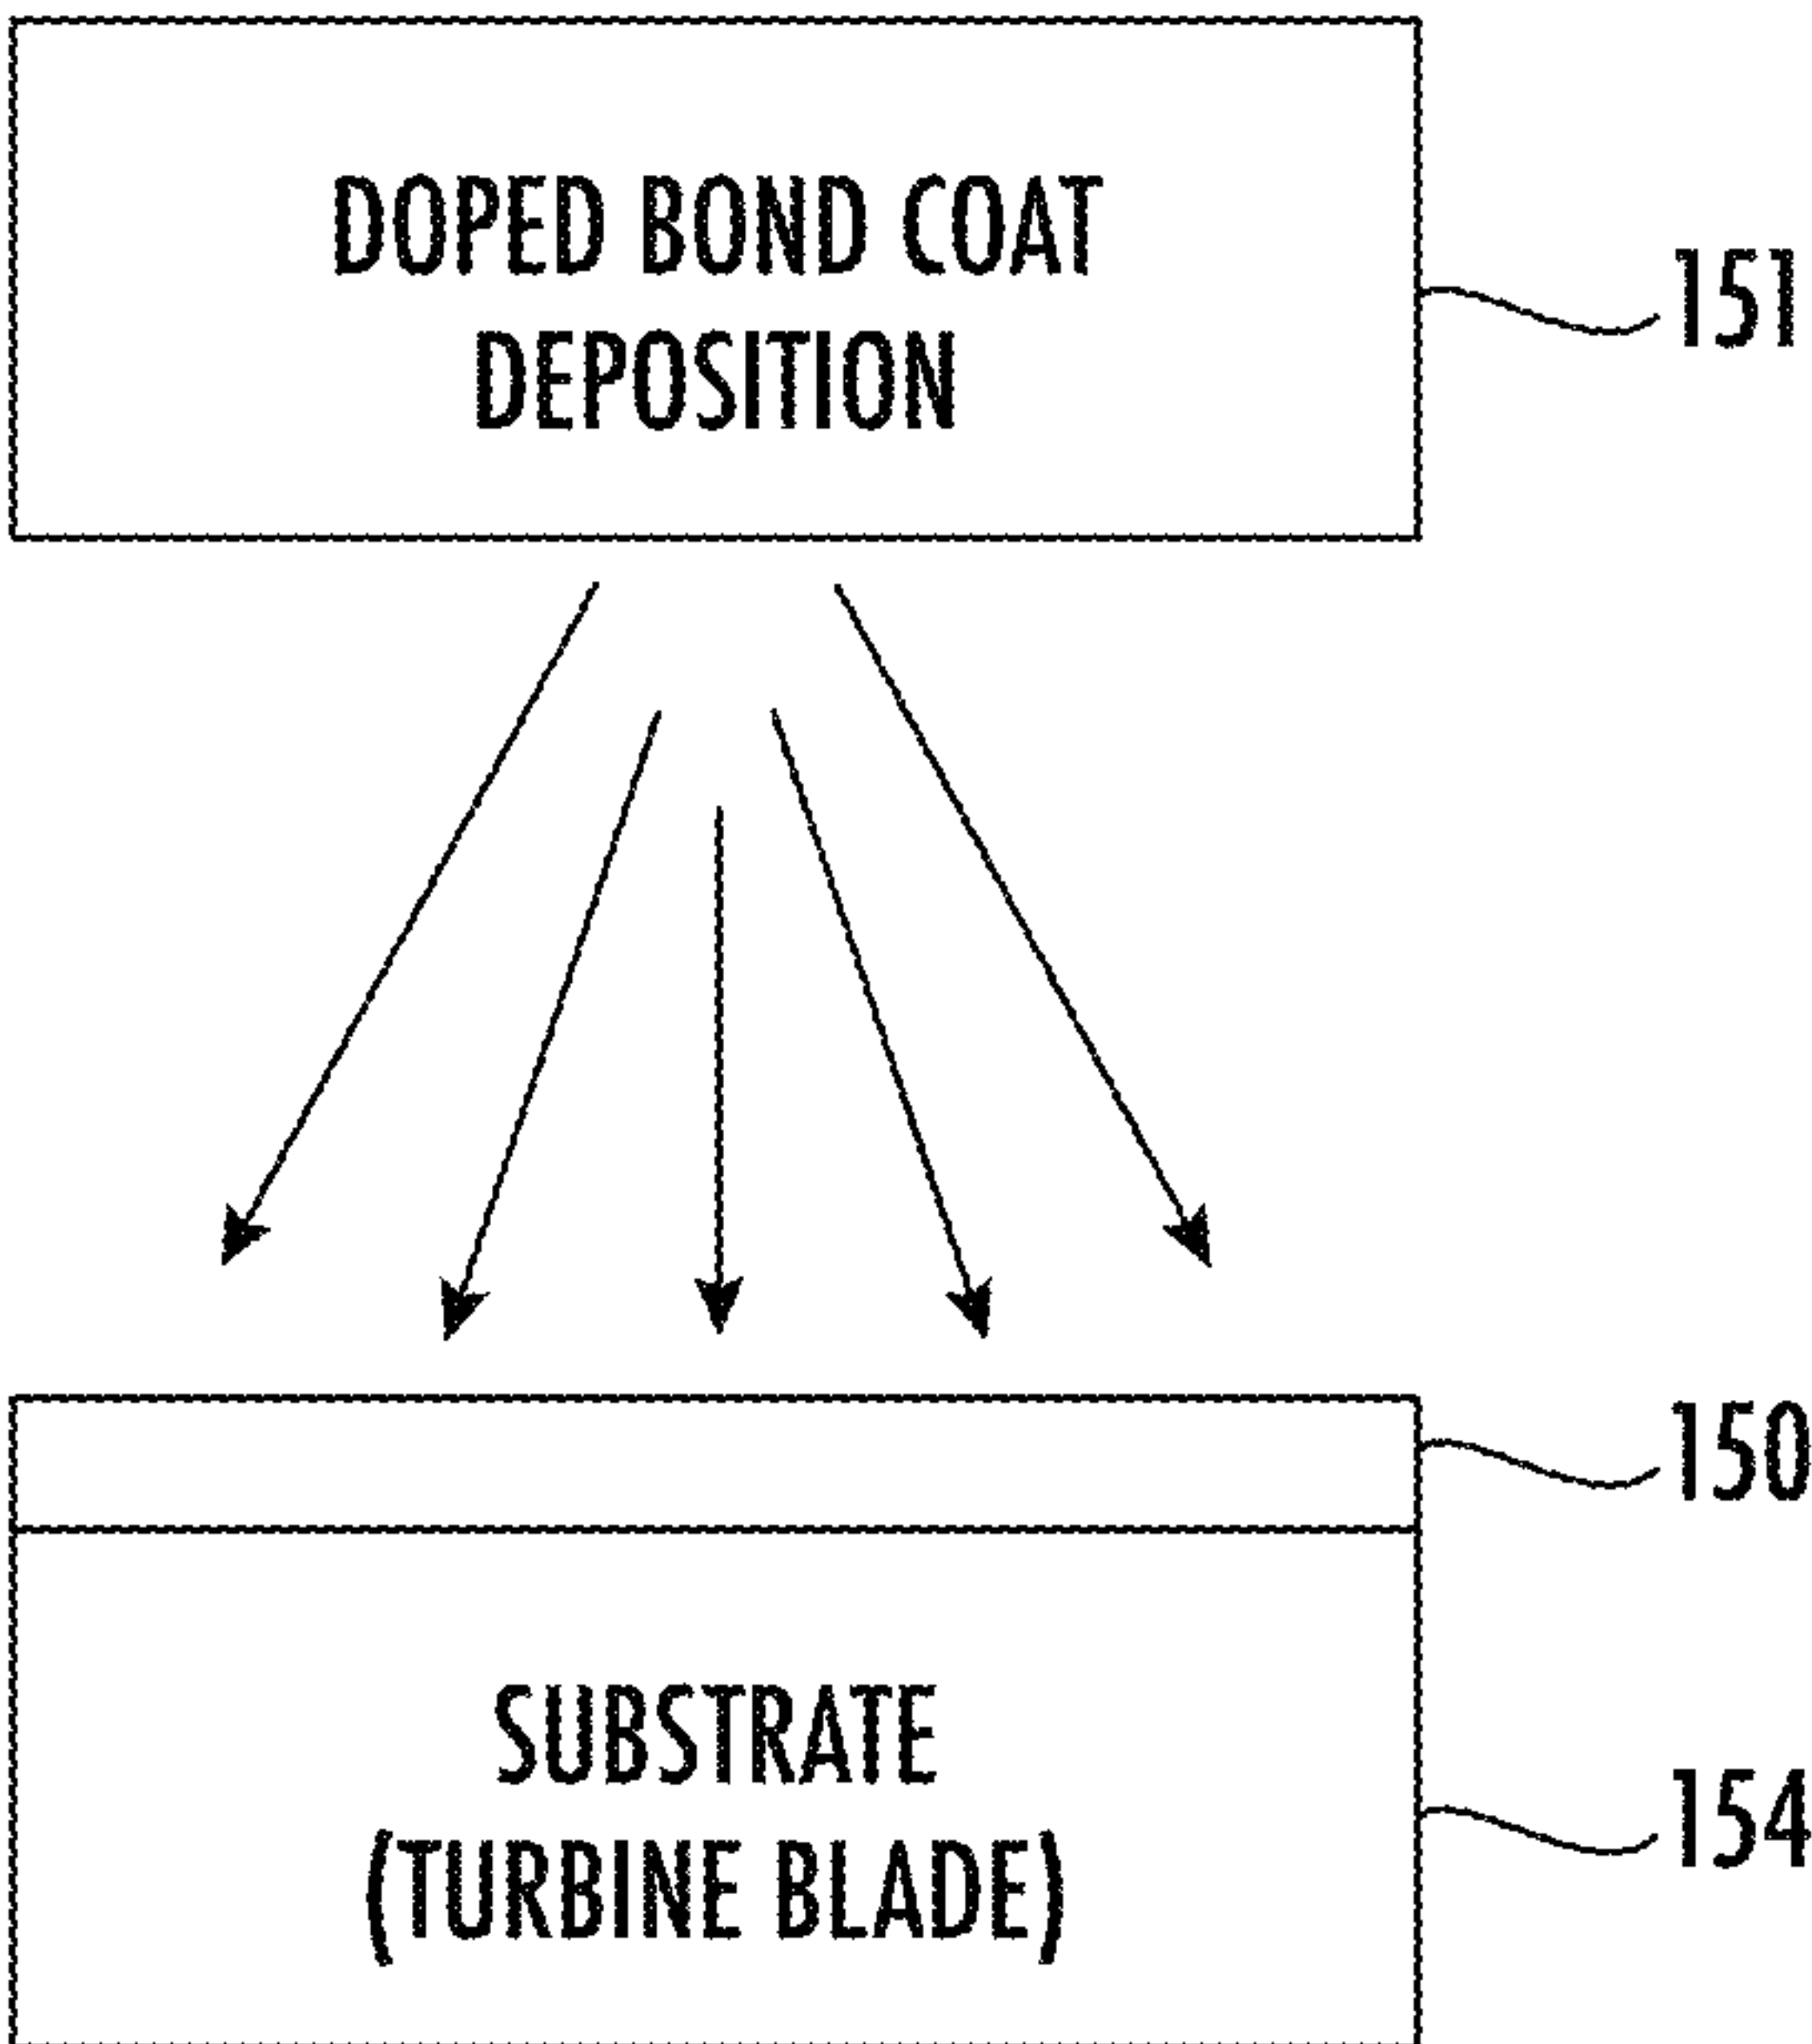 DOPED BOND COAT
DEPOSITION
151
150
SUBSTRATE
154
(TURBINE BLADE)